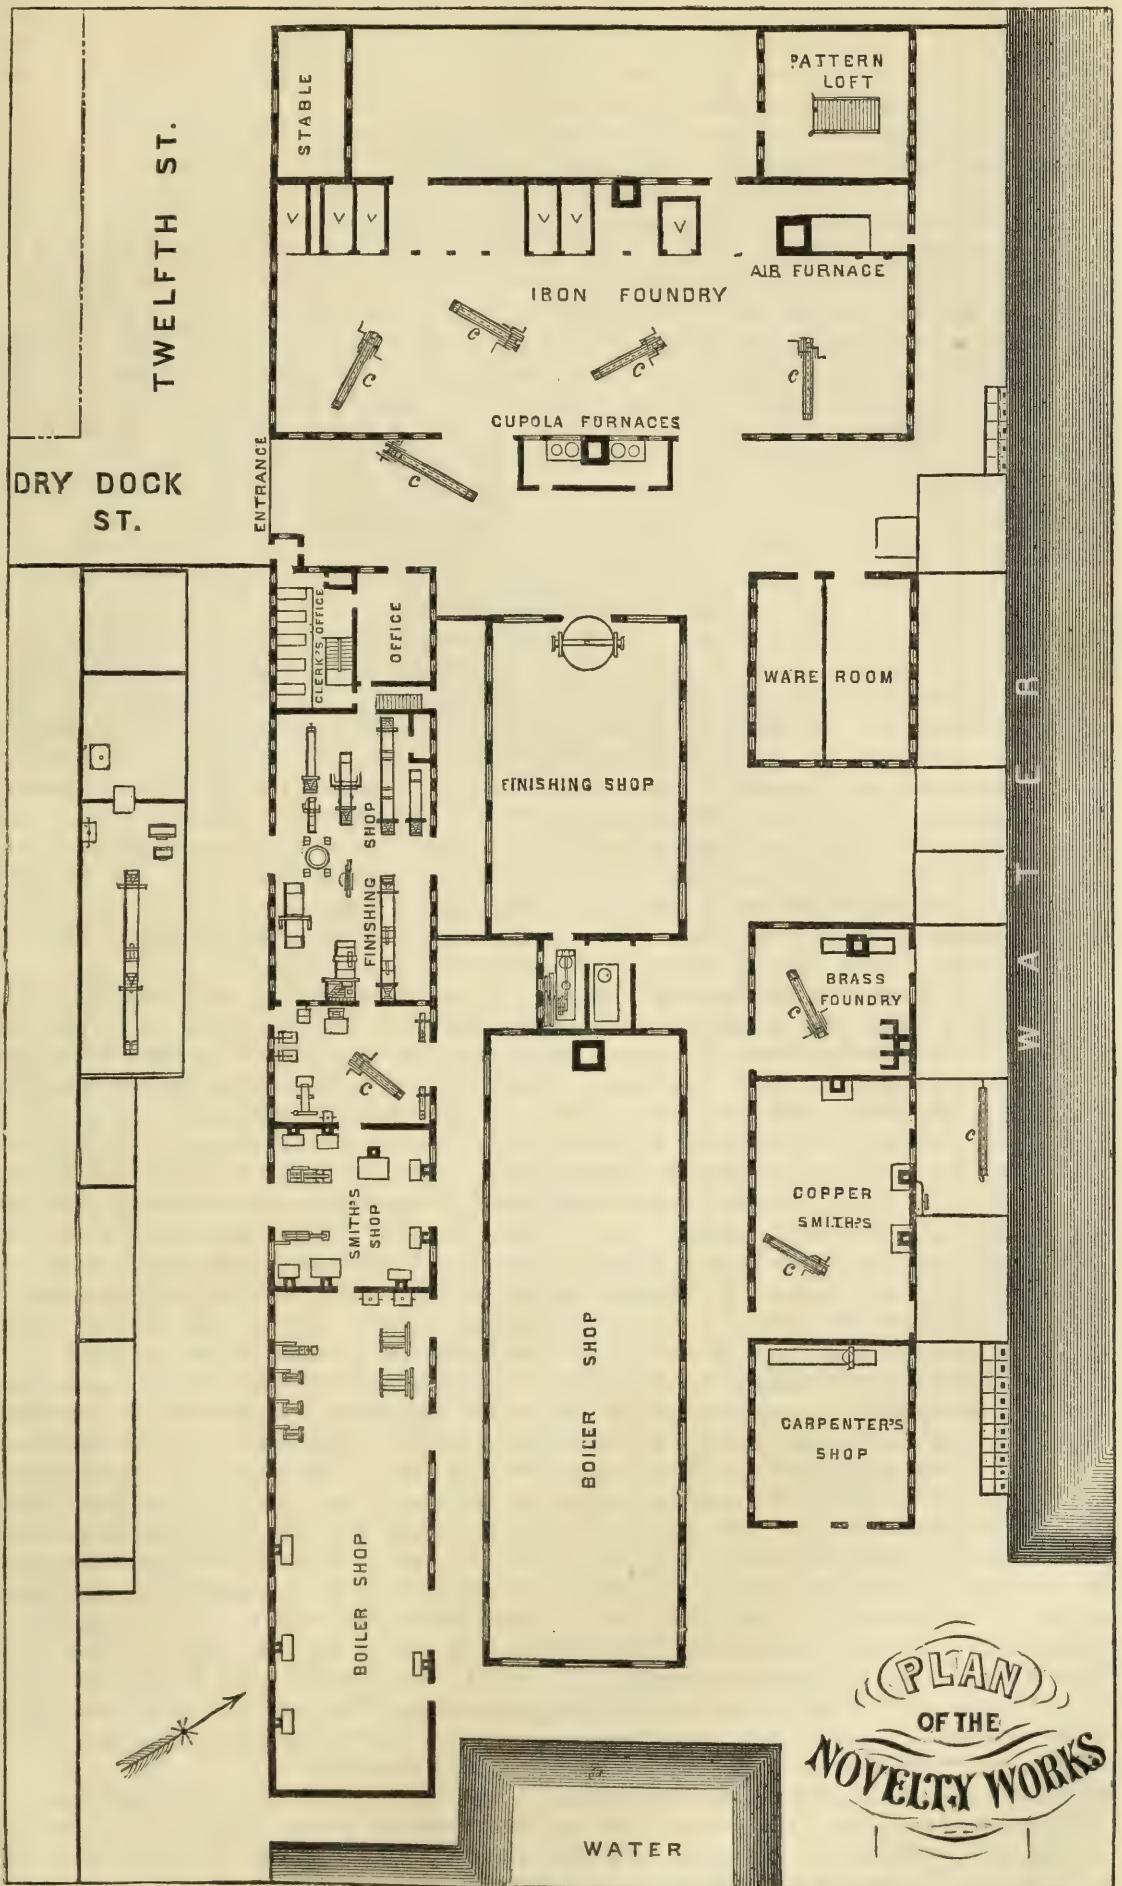 STABLE
PATTERN
LOFT
TWELFTH ST.
V
V
V
V
V
V
AIR FURNACE
IRON FOUNDRY
C
C
C
C
CUPOLA FURNACES
C
ENTRANCE
DRY DOCK
ST.
CLERK'S OFFICE
OFFICE
WARE ROOM
FINISHING SHOP
FINISHING SHOP
WATER
BRASS
FOUNDRY
C
C
C
COPPER
SMITH'S
C
SMITH'S
SHOP
BOILER SHOP
CARPENTER'S
SHOP
BOILER SHOP
PLAN
OF THE
NOVELTY WORKS
WATER